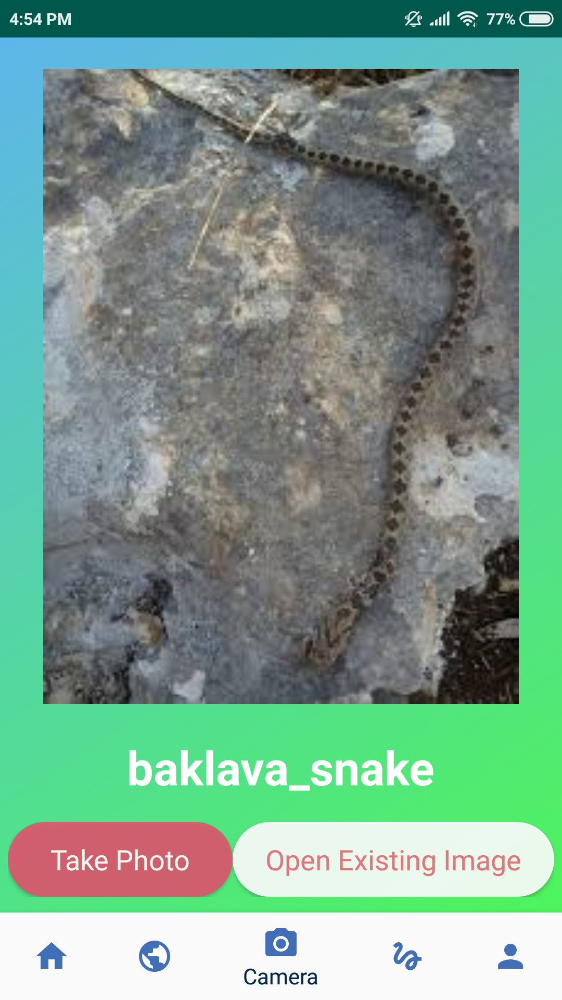 4:54 PM 77%
baklava_snake
Take Photo Open Existing Image
Camera